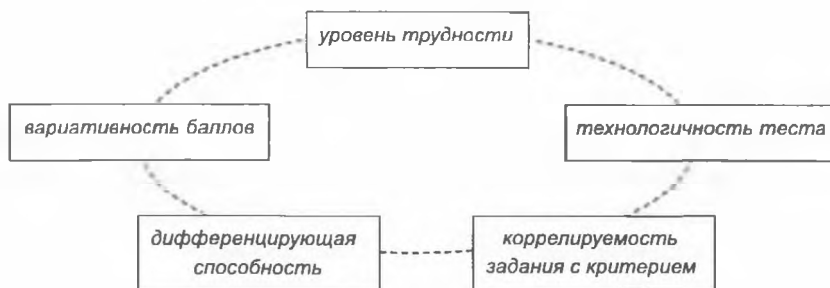 уровень трудности
вариативность баллов
технологичность теста
дифференцирующая
способность
коррелируемость
задания с критерием